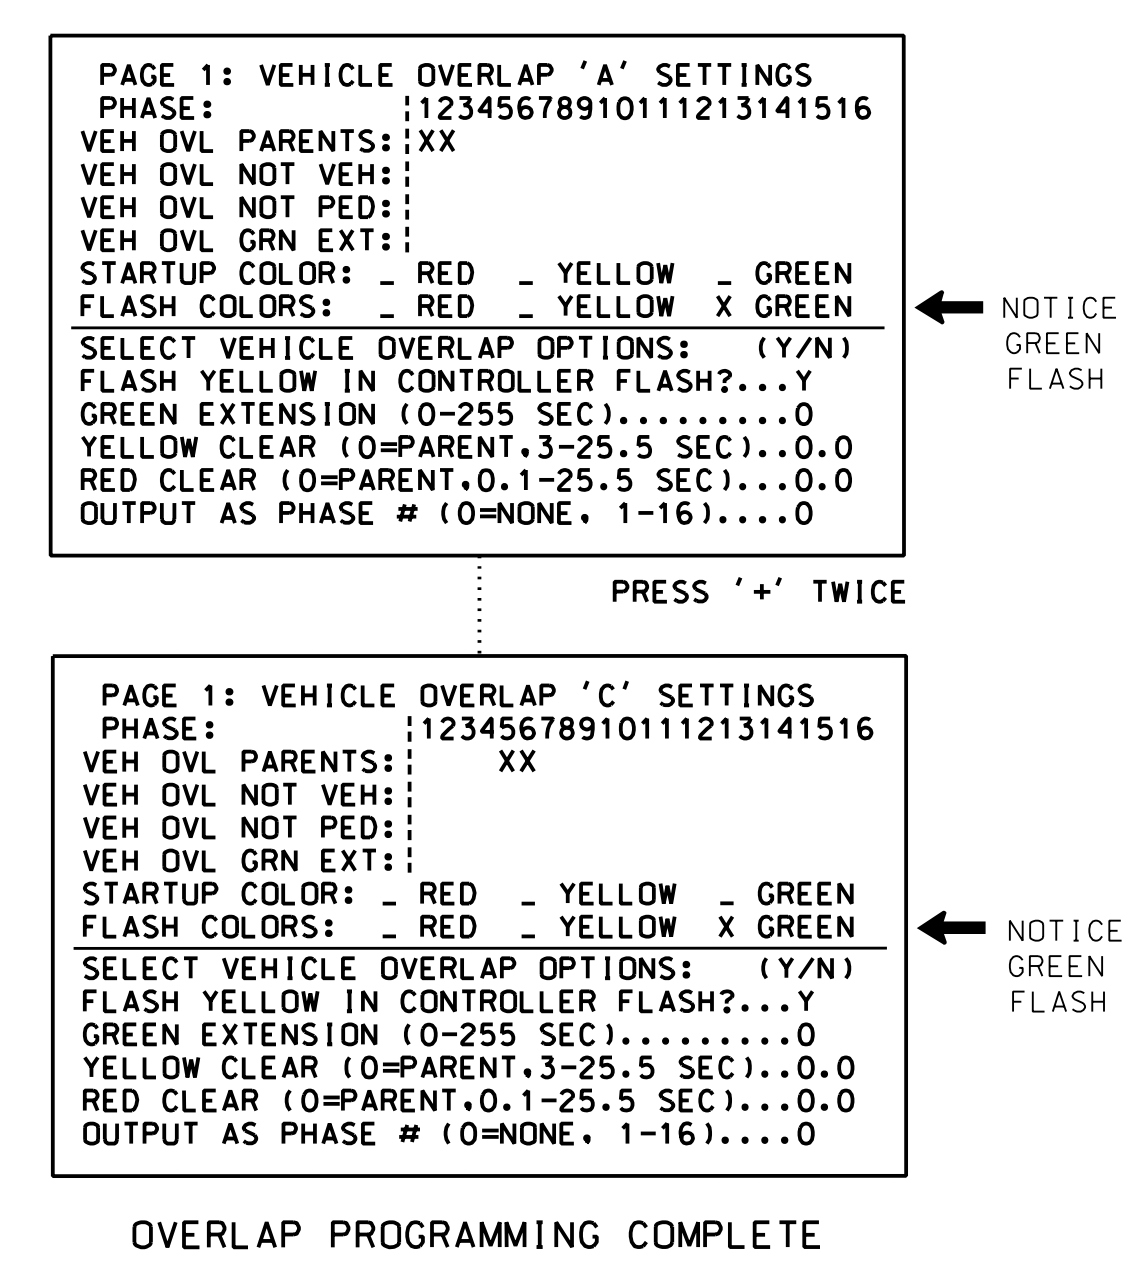 PAGE 1: VEHICLE OVERLAP 'A' SETTINGS
PHASE: ¦12345678910111213141516
VEH OVL PARENTS:¦XX
VEH OVL NOT VEH:¦
VEH OVL NOT PED:¦
VEH OVL GRN EXT:¦
STARTUP COLOR: _ RED _ YELLOW _ GREEN
FLASH COLORS: _ RED _ YELLOW X GREEN
NOTICE
GREEN
FLASH
SELECT VEHICLE OVERLAP OPTIONS: (Y/N)
FLASH YELLOW IN CONTROLLER FLASH?...Y
GREEN EXTENSION (0-255 SEC).........0
YELLOW CLEAR (0=PARENT,3-25.5 SEC)..0.0
RED CLEAR (0=PARENT,0.1-25.5 SEC)...0.0
OUTPUT AS PHASE # (0=NONE, 1-16)....0
PRESS '+' TWICE
PAGE 1: VEHICLE OVERLAP 'C' SETTINGS
PHASE: ¦12345678910111213141516
VEH OVL PARENTS:¦ XX
VEH OVL NOT VEH:¦
VEH OVL NOT PED:¦
VEH OVL GRN EXT:¦
STARTUP COLOR: _ RED _ YELLOW _ GREEN
FLASH COLORS: _ RED _ YELLOW X GREEN
NOTICE
GREEN
FLASH
SELECT VEHICLE OVERLAP OPTIONS: (Y/N)
FLASH YELLOW IN CONTROLLER FLASH?...Y
GREEN EXTENSION (0-255 SEC).........0
YELLOW CLEAR (0=PARENT,3-25.5 SEC)..0.0
RED CLEAR (0=PARENT,0.1-25.5 SEC)...0.0
OUTPUT AS PHASE # (0=NONE, 1-16)....0
OVERLAP PROGRAMMING COMPLETE